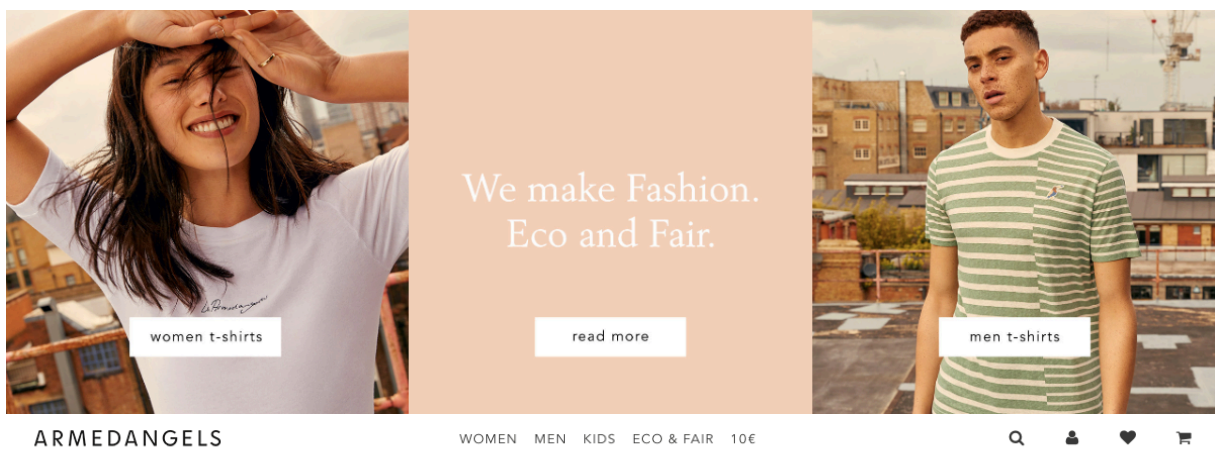 We make Fashion.
Eco and Fair.
women t-shirts
read more
men t-shirts
ARMEDANGELS
WOMEN MEN KIDS ECO & FAIR 10€